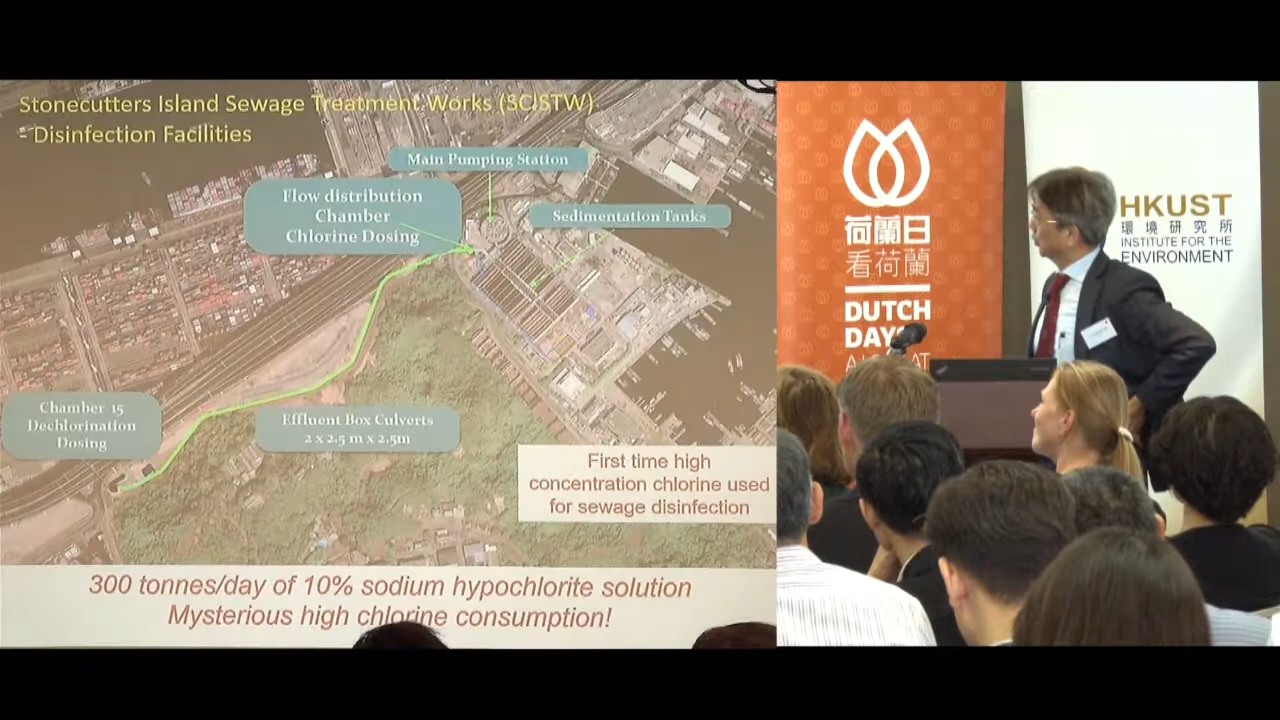 Stonecutters Island Sewage Treatment Works (SCISTW)
- Disinfection Facilities
Main Pumping Station
Flow distribution
Chamber
Chlorine Dosing
Sedimentation Tanks
Chamber 15
Dechlorination
Dosing
Effluent Box Culverts
2 x 2.5 m x 2.5m
First time high
concentration chlorine used
for sewage disinfection
300 tonnes/day of 10% sodium hypochlorite solution
Mysterious high chlorine consumption!
荷蘭日
看荷蘭
DUTCH
DAYS
HKUST
環境研究所
INSTITUTE FOR THE
ENVIRONMENT